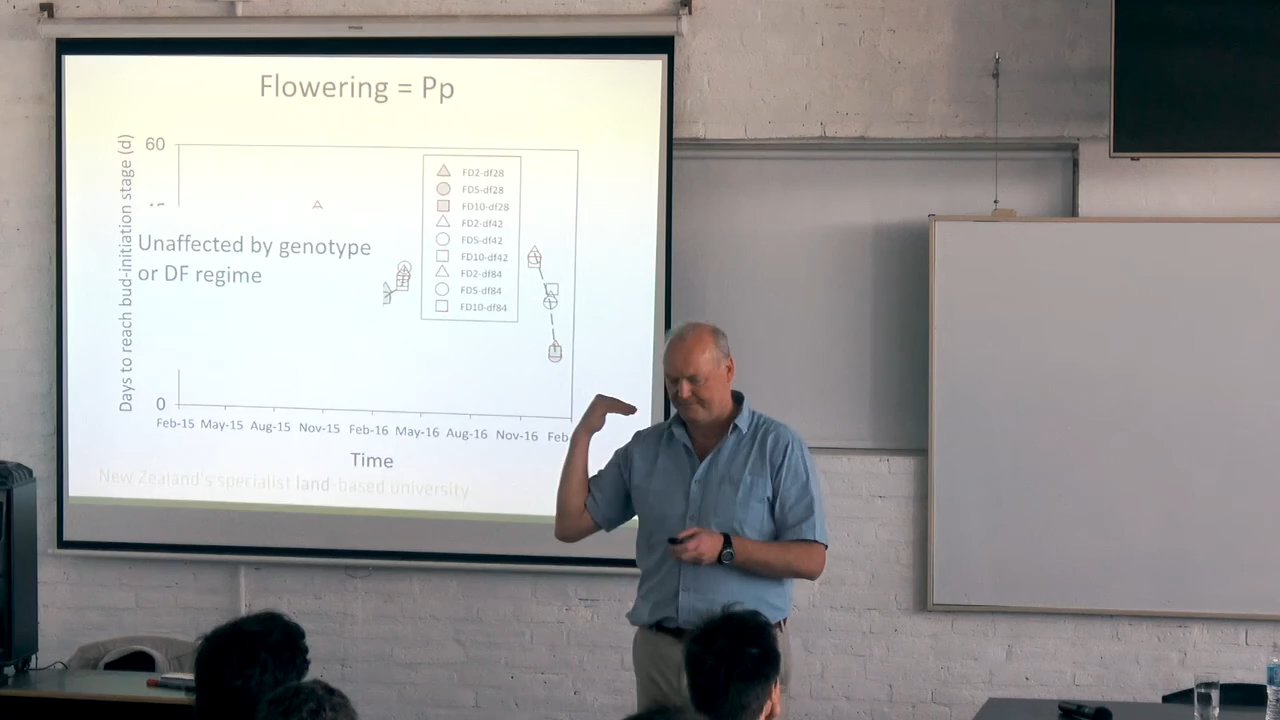 Flowering = Pp
Days to reach bud-initiation stage (d)
60
0
Unaffected by genotype
or DF regime
FD2-df28
FD5-df28
FD10-df28
FD2-df42
FD5-df42
FD10-df42
FD2-df84
FD5-df84
FD10-df84
Feb-15 May-15 Aug-15 Nov-15 Feb-16 May-16 Aug-16 Nov-16 Feb
Time
New Zealand's specialist land-based university